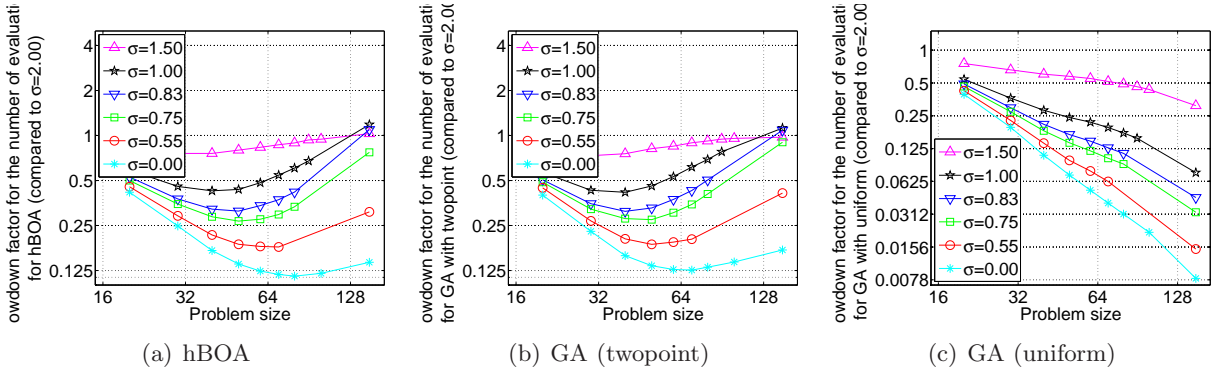 owdown factor for the number of evaluati
for hBOA (compared to σ=2.00)
4
2
1
0.5
0.25
0.125
σ=1.50
σ=1.00
σ=0.83
σ=0.75
σ=0.55
σ=0.00
16
32
64
128
Problem size
(a) hBOA
owdown factor for the number of evaluati
for GA with twopoint (compared to σ=2.00
4
2
1
0.5
0.25
0.125
σ=1.50
σ=1.00
σ=0.83
σ=0.75
σ=0.55
σ=0.00
16
32
64
128
Problem size
(b) GA (twopoint)
owdown factor for the number of evaluati
for GA with uniform (compared to σ=2.00
1
0.5
0.25
0.125
0.0625
0.0312
0.0156
0.0078
σ=1.50
σ=1.00
σ=0.83
σ=0.75
σ=0.55
σ=0.00
16
32
64
128
Problem size
(c) GA (uniform)